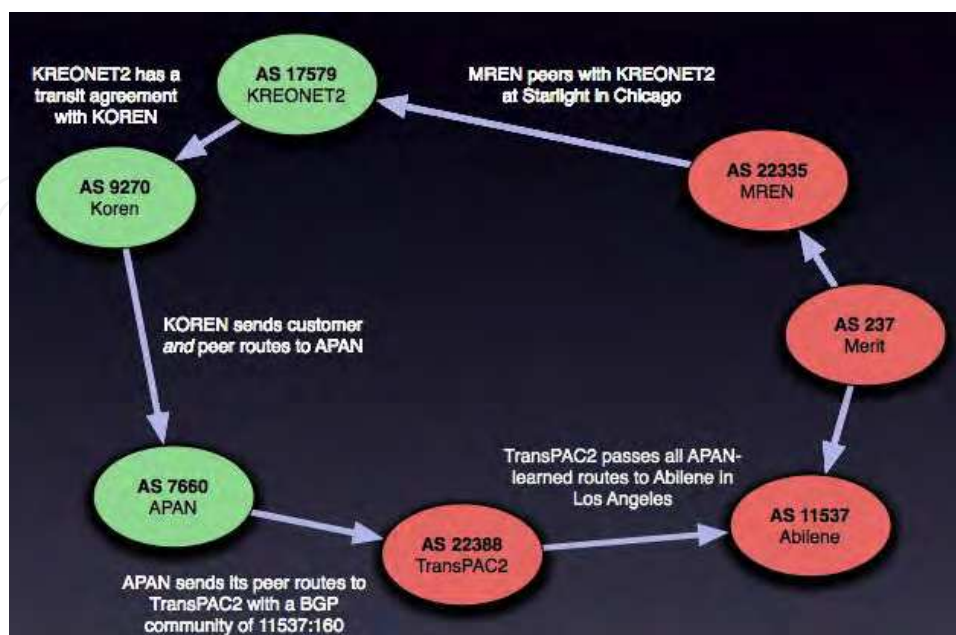 KREONET2 has a
transit agreement
with KOREN
AS 17579
KREONET2
MREN peers with KREONET2
at Starlight in Chicago
AS 9270
Koren
AS 22335
MREN
KOREN sends customer
and peer routes to APAN
AS 237
Merit
AS 7660
APAN
TransPAC2 passes all APAN-
learned routes to Abilene in
Los Angeles
AS 22388
TransPAC2
AS 11537
Abilene
APAN sends its peer routes to
TransPAC2 with a BGP
community of 11537:160